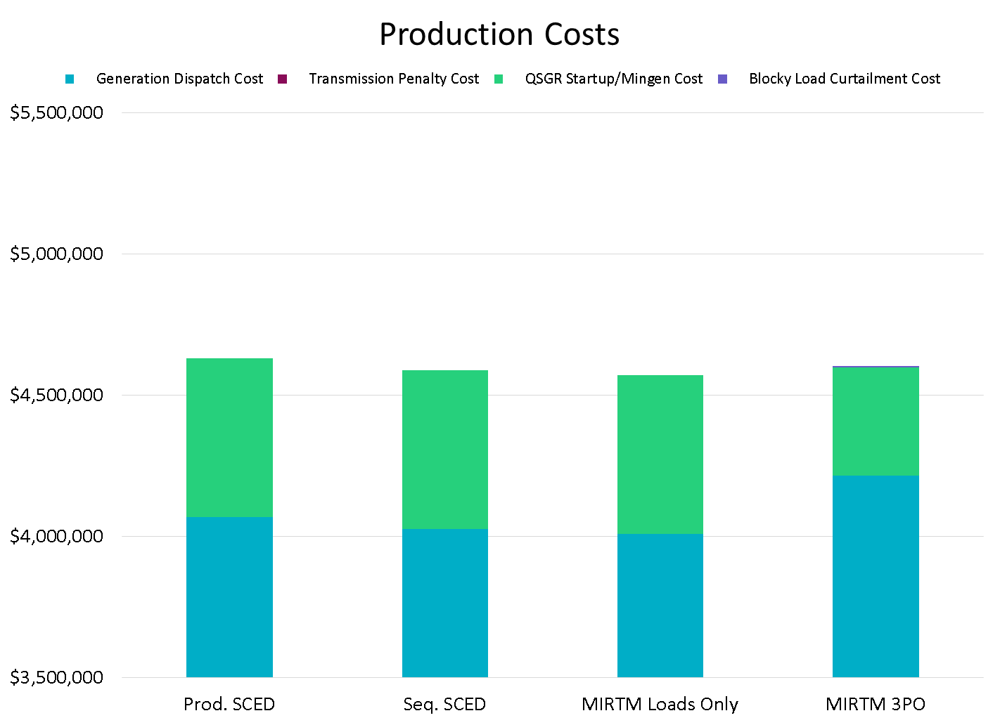 Production Costs
Generation Dispatch Cost Transmission Penalty Cost QSGR Startup/Mingen Cost Blocky Load Curtailment Cost
$5,500,000
$5,000,000
$4,500,000
$4,000,000
$3,500,000
Prod. SCED Seq. SCED MIRTM Loads Only MIRTM 3PO